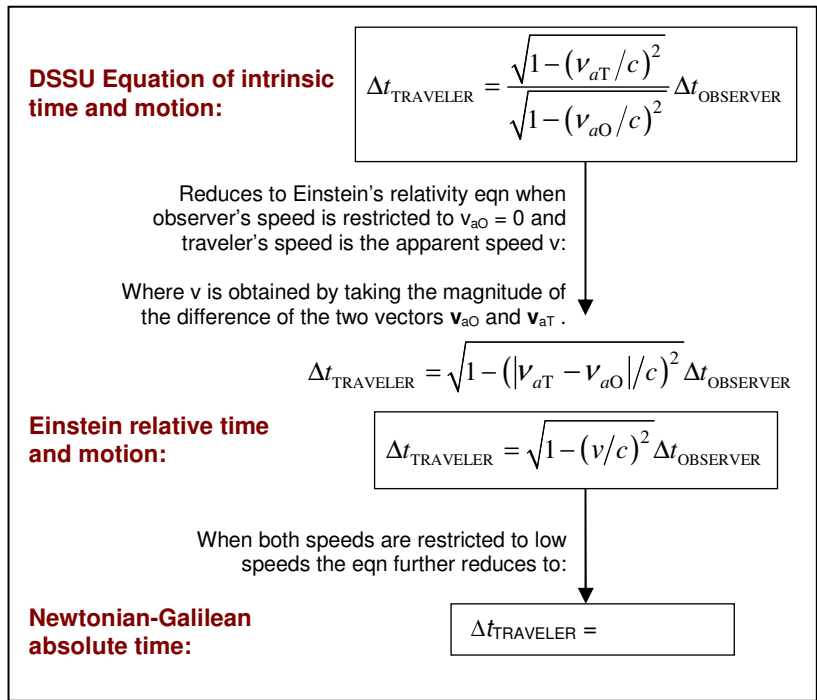 DSSU Equation of intrinsic
time and motion:
Δt_TRAVELER = √(1−(v_aT/c)²) / √(1−(v_aO/c)²) Δt_OBSERVER
Reduces to Einstein's relativity eqn when
observer's speed is restricted to v_aO = 0 and
traveler's speed is the apparent speed v:
Where v is obtained by taking the magnitude of
the difference of the two vectors v_aO and v_aT .
Δt_TRAVELER = √(1−(|v_aT − v_aO|/c)²) Δt_OBSERVER
Einstein relative time
and motion:
Δt_TRAVELER = √(1−(v/c)²) Δt_OBSERVER
When both speeds are restricted to low
speeds the eqn further reduces to:
Newtonian-Galilean
absolute time:
Δt_TRAVELER =